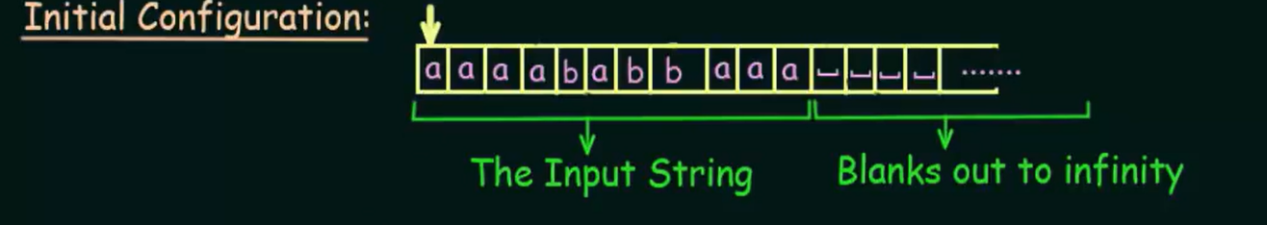 Initial Configuration:
a a a a b a b b a a a ⌴ ⌴ ⌴ ⌴ .......
The Input String
Blanks out to infinity